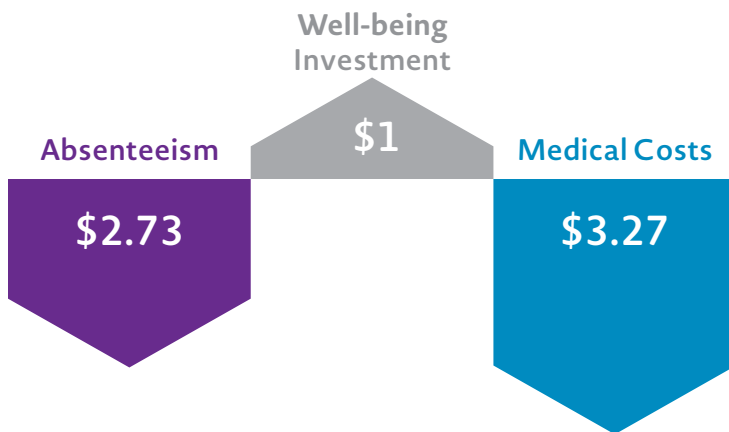 Well-being
Investment
$1
Absenteeism
$2.73
Medical Costs
$3.27